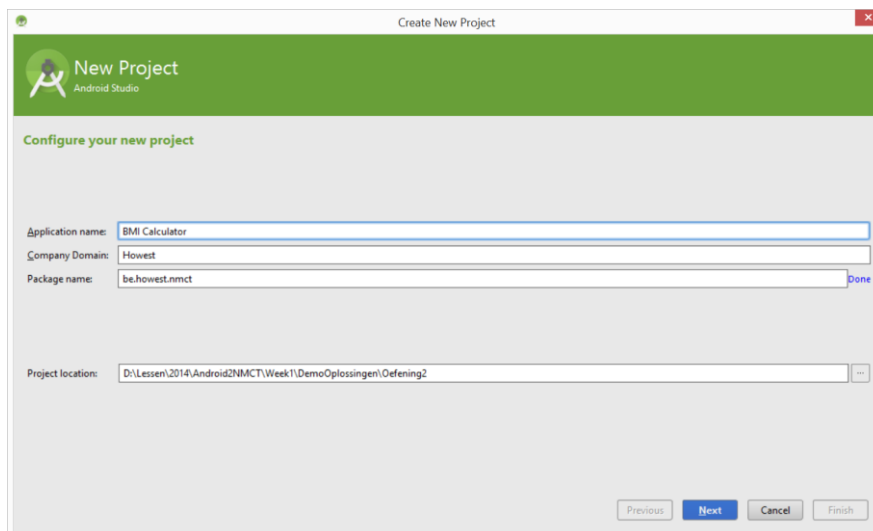 Create New Project
New Project
Android Studio
Configure your new project
Application name: BMI Calculator
Company Domain: Howest
Package name: be.howest.nmct Done
Project location: D:\Lessen\2014\Android2NMCT\Week1\DemoOplossingen\Oefening2 ...
Previous Next Cancel Finish